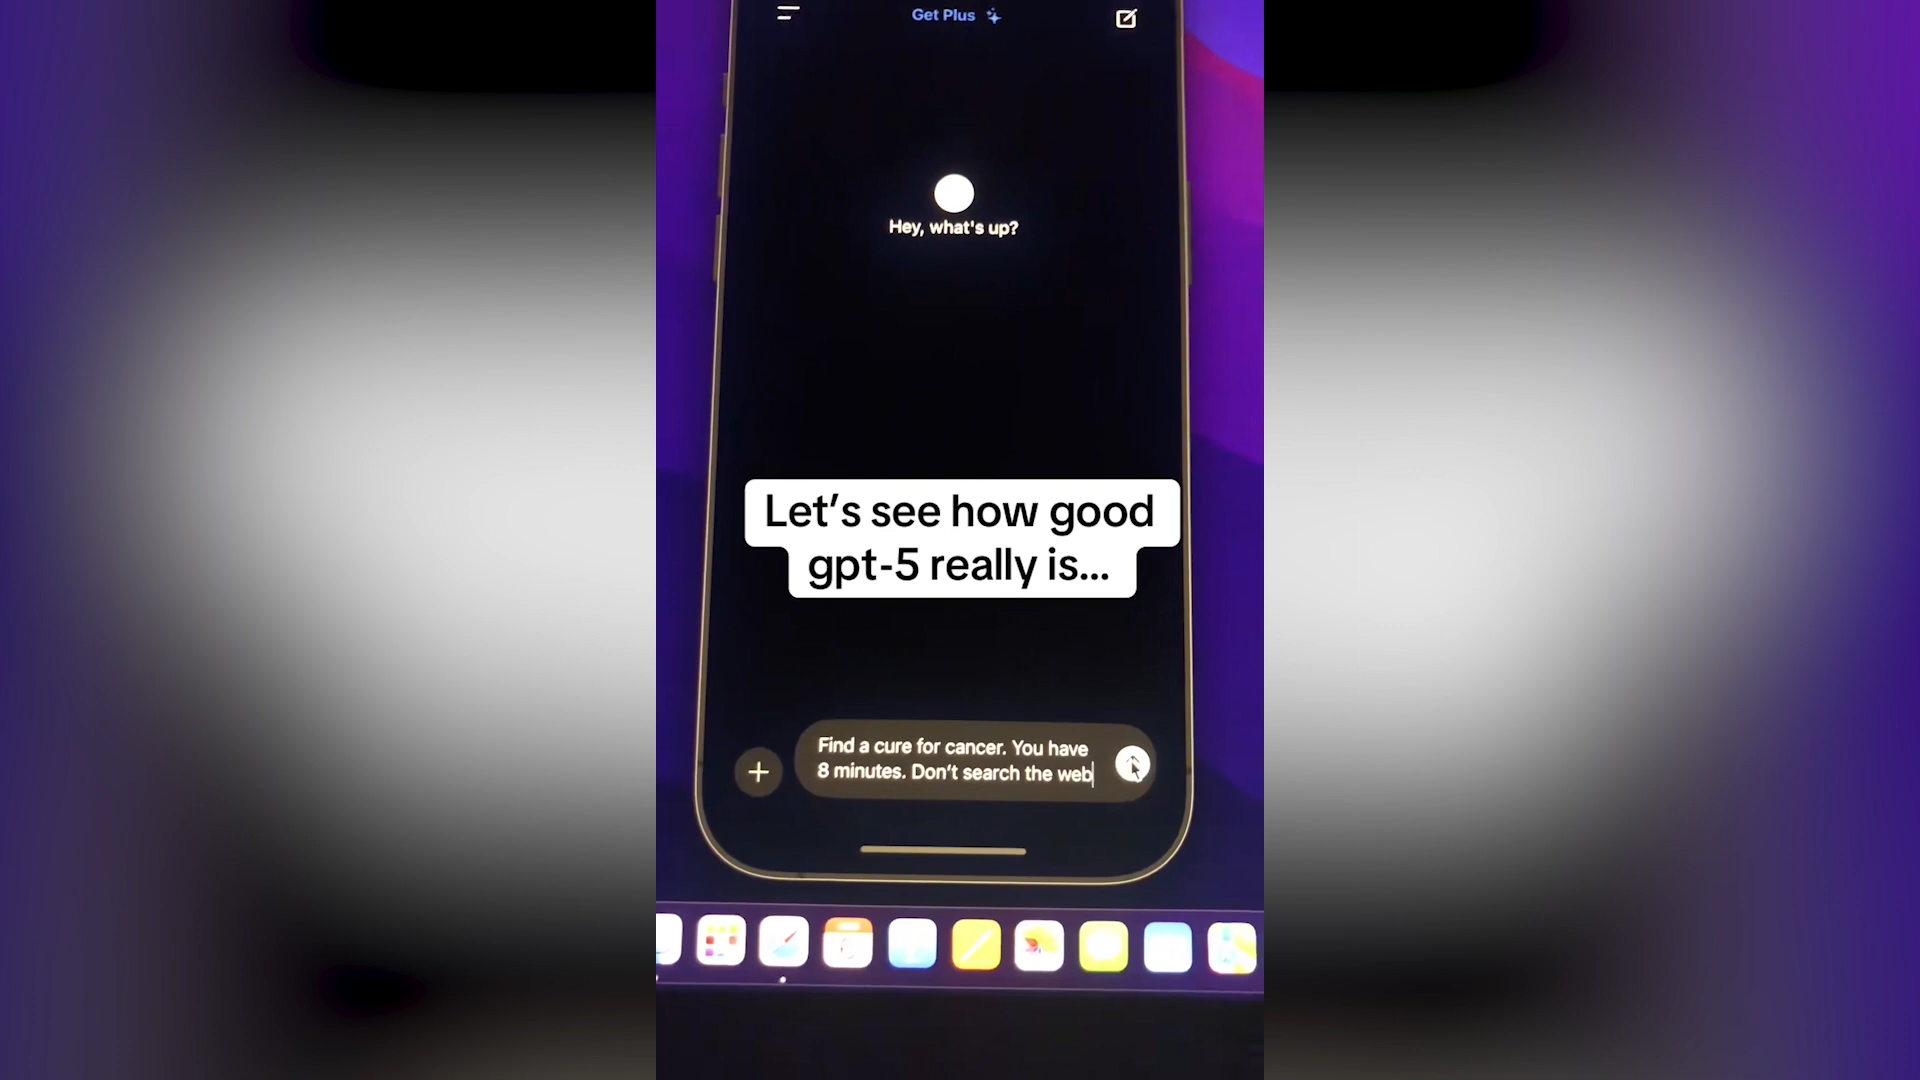 Get Plus
Hey, what's up?
Let's see how good
gpt-5 really is...
Find a cure for cancer. You have
8 minutes. Don't search the web